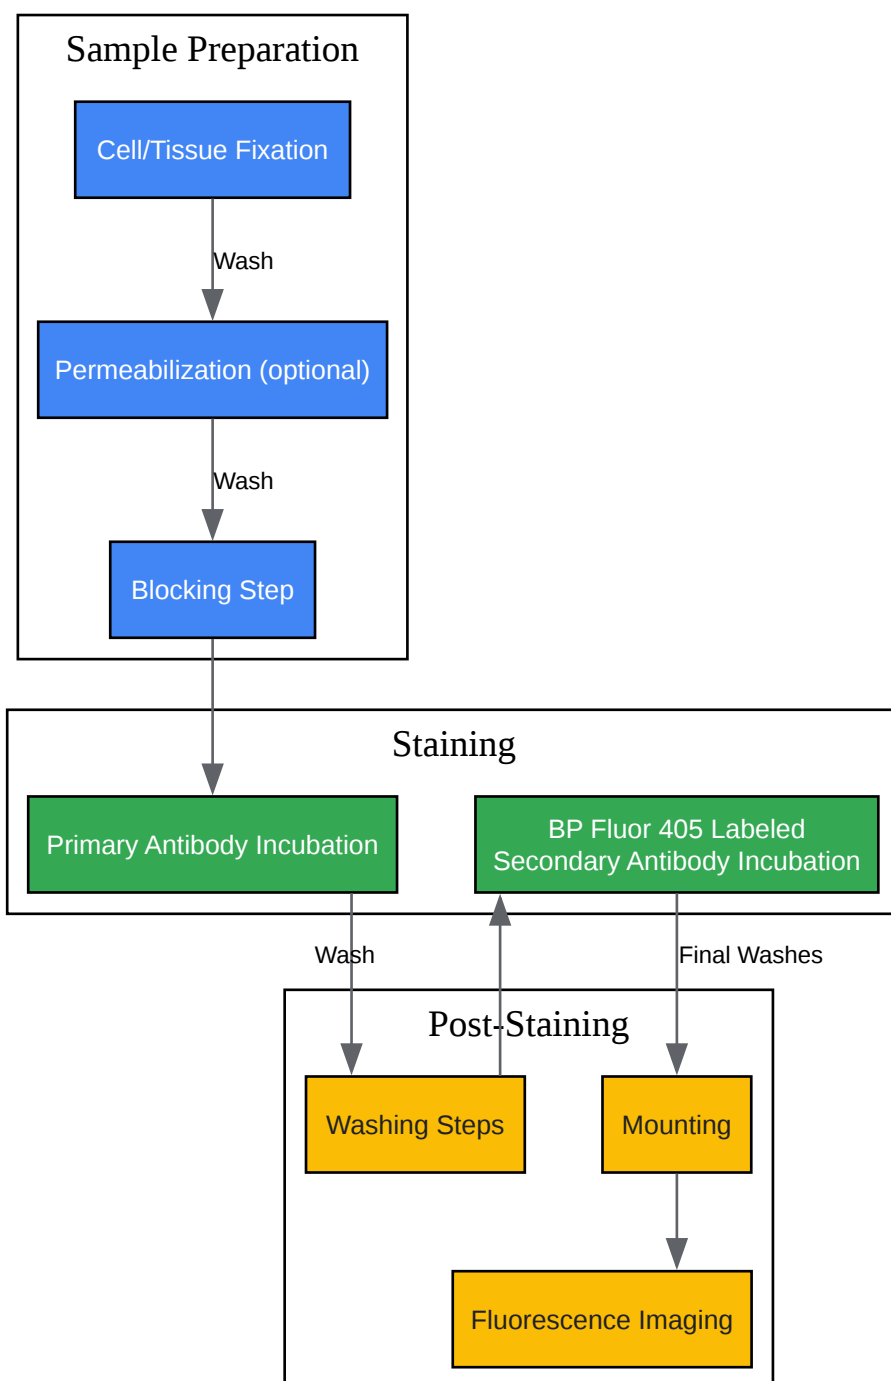 Sample Preparation
Cell/Tissue Fixation
Wash
Permeabilization (optional)
Wash
Blocking Step
Staining
Primary Antibody Incubation
BP Fluor 405 Labeled
Secondary Antibody Incubation
Wash
Final Washes
Post-Staining
Washing Steps
Mounting
Fluorescence Imaging